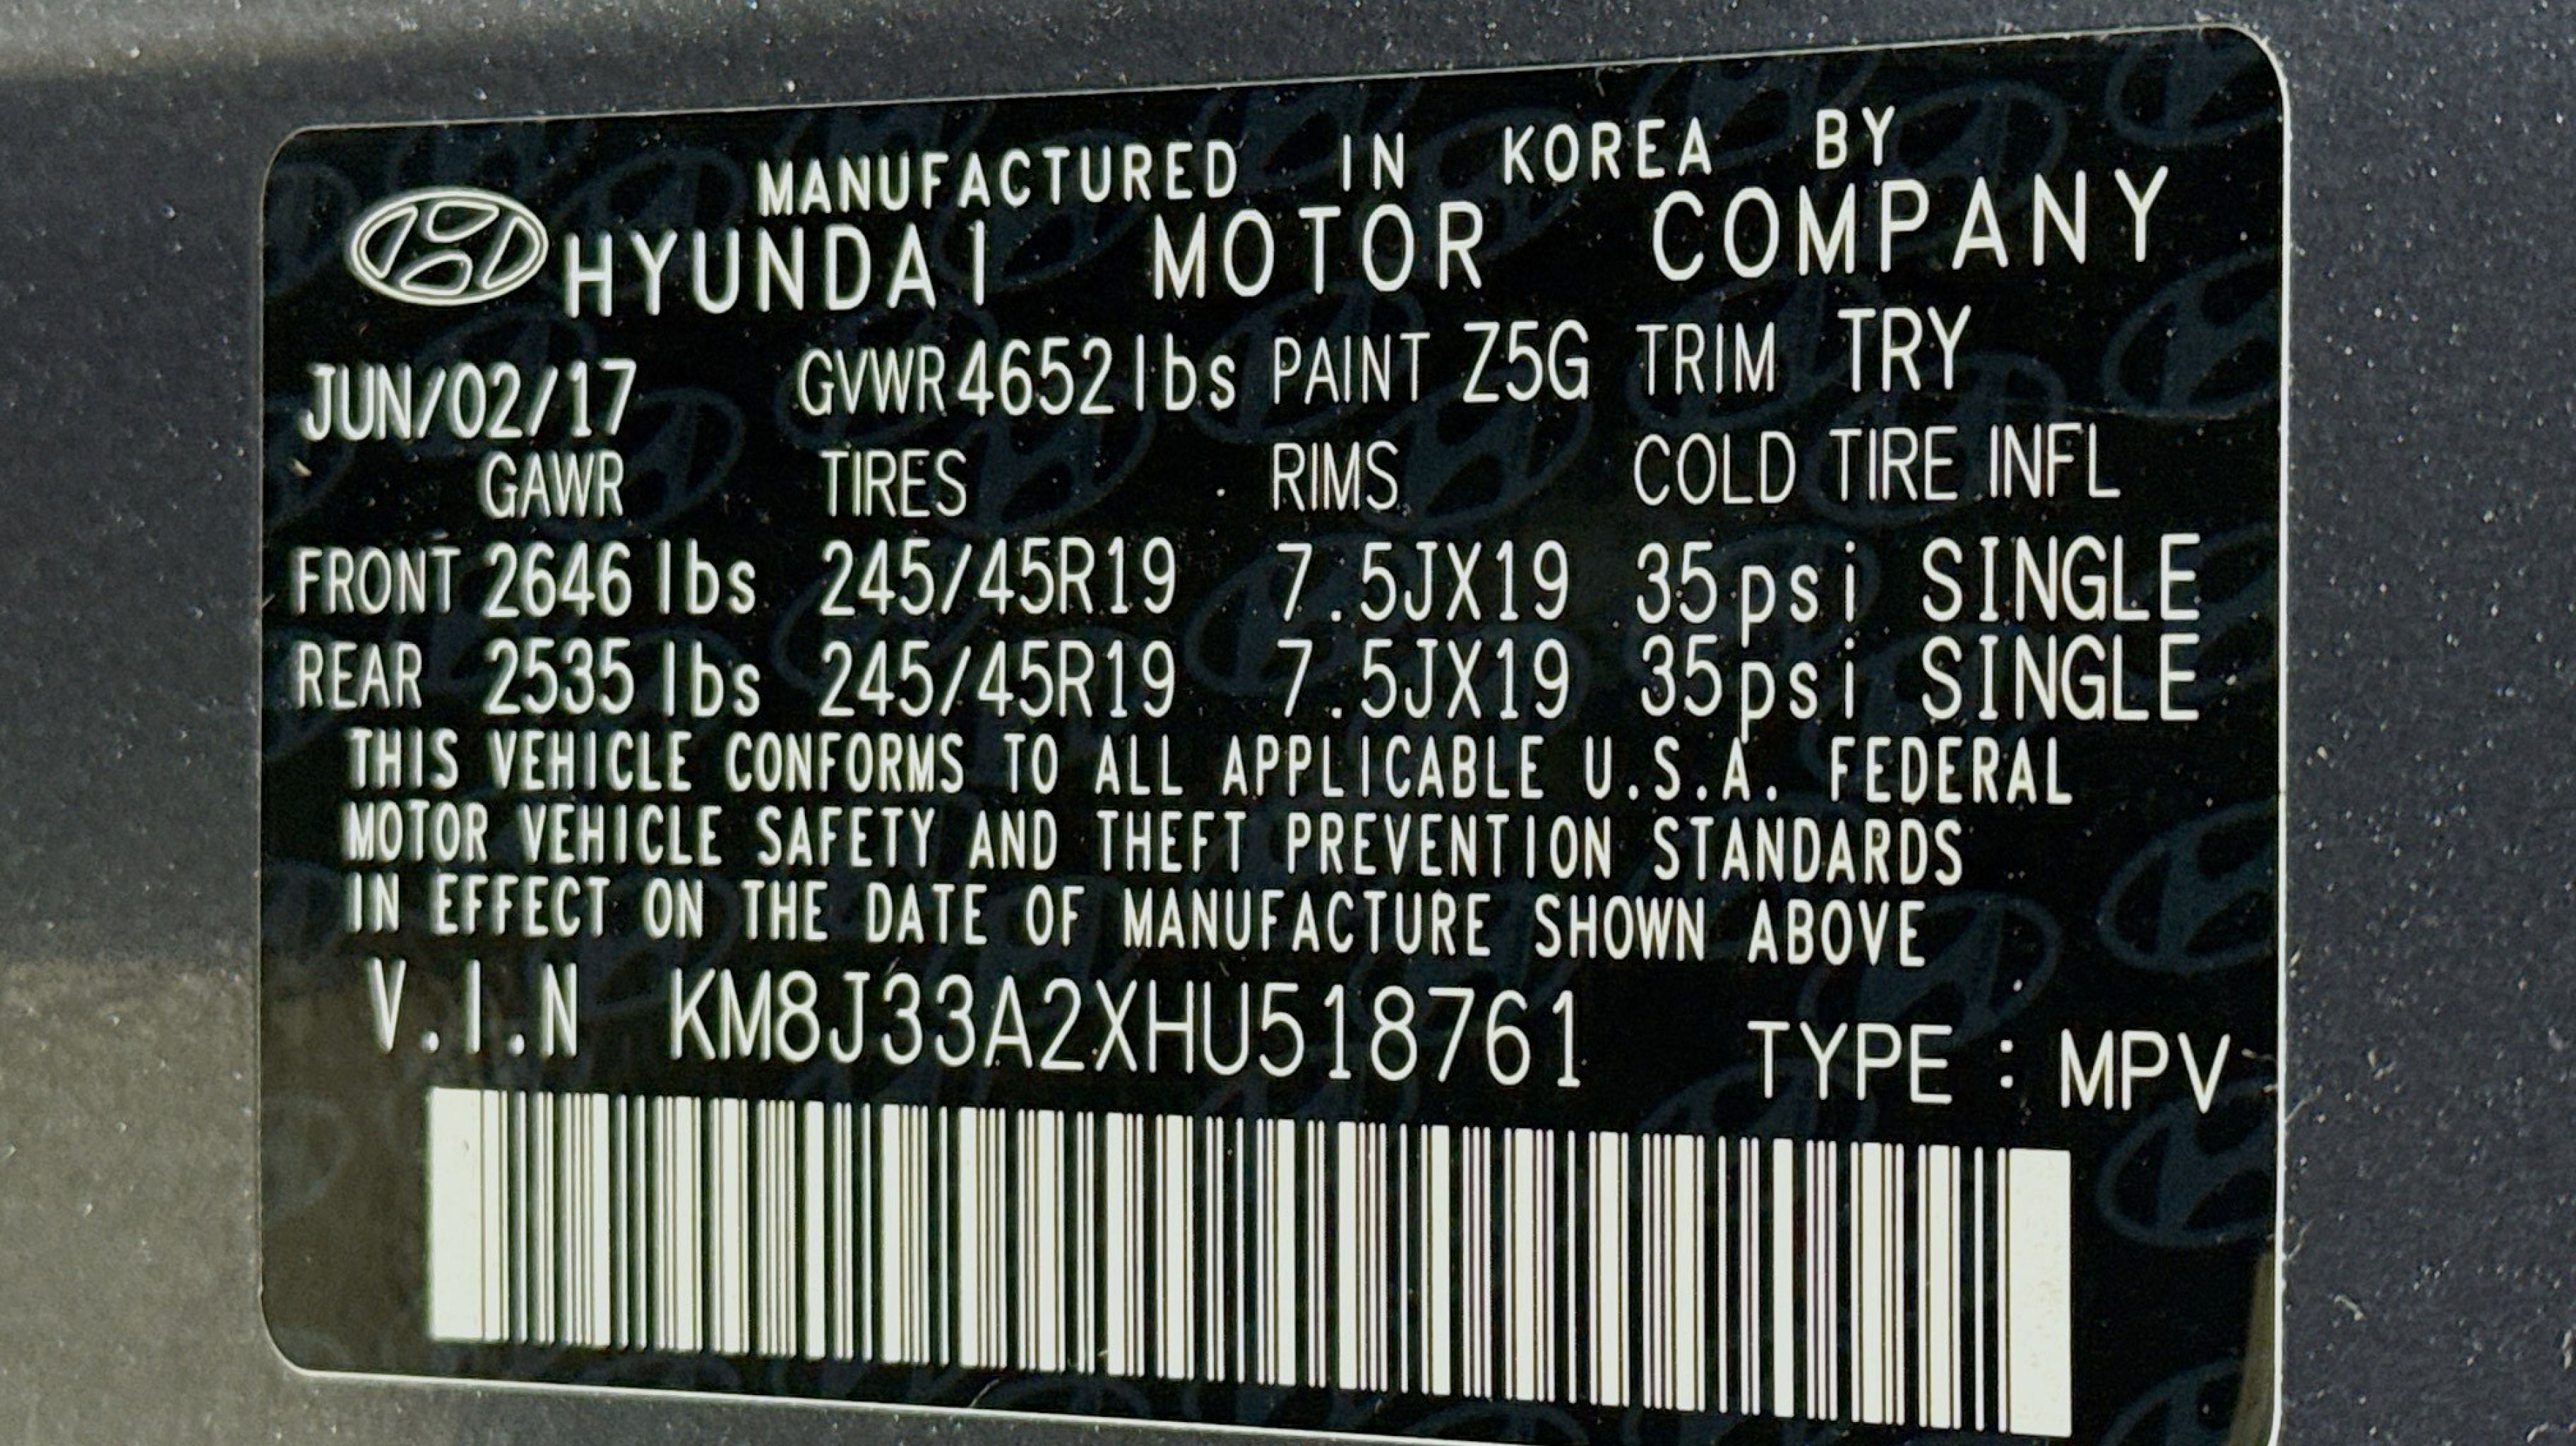 MANUFACTURED IN KOREA BY
HYUNDAI MOTOR COMPANY
JUN/02/17 GVWR 4652 lbs PAINT Z5G TRIM TRY
GAWR TIRES RIMS COLD TIRE INFL
FRONT 2646 lbs 245/45R19 7.5JX19 35psi SINGLE
REAR 2535 lbs 245/45R19 7.5JX19 35psi SINGLE
THIS VEHICLE CONFORMS TO ALL APPLICABLE U.S.A. FEDERAL
MOTOR VEHICLE SAFETY AND THEFT PREVENTION STANDARDS
IN EFFECT ON THE DATE OF MANUFACTURE SHOWN ABOVE
V.I.N KM8J33A2XHU518761 TYPE : MPV